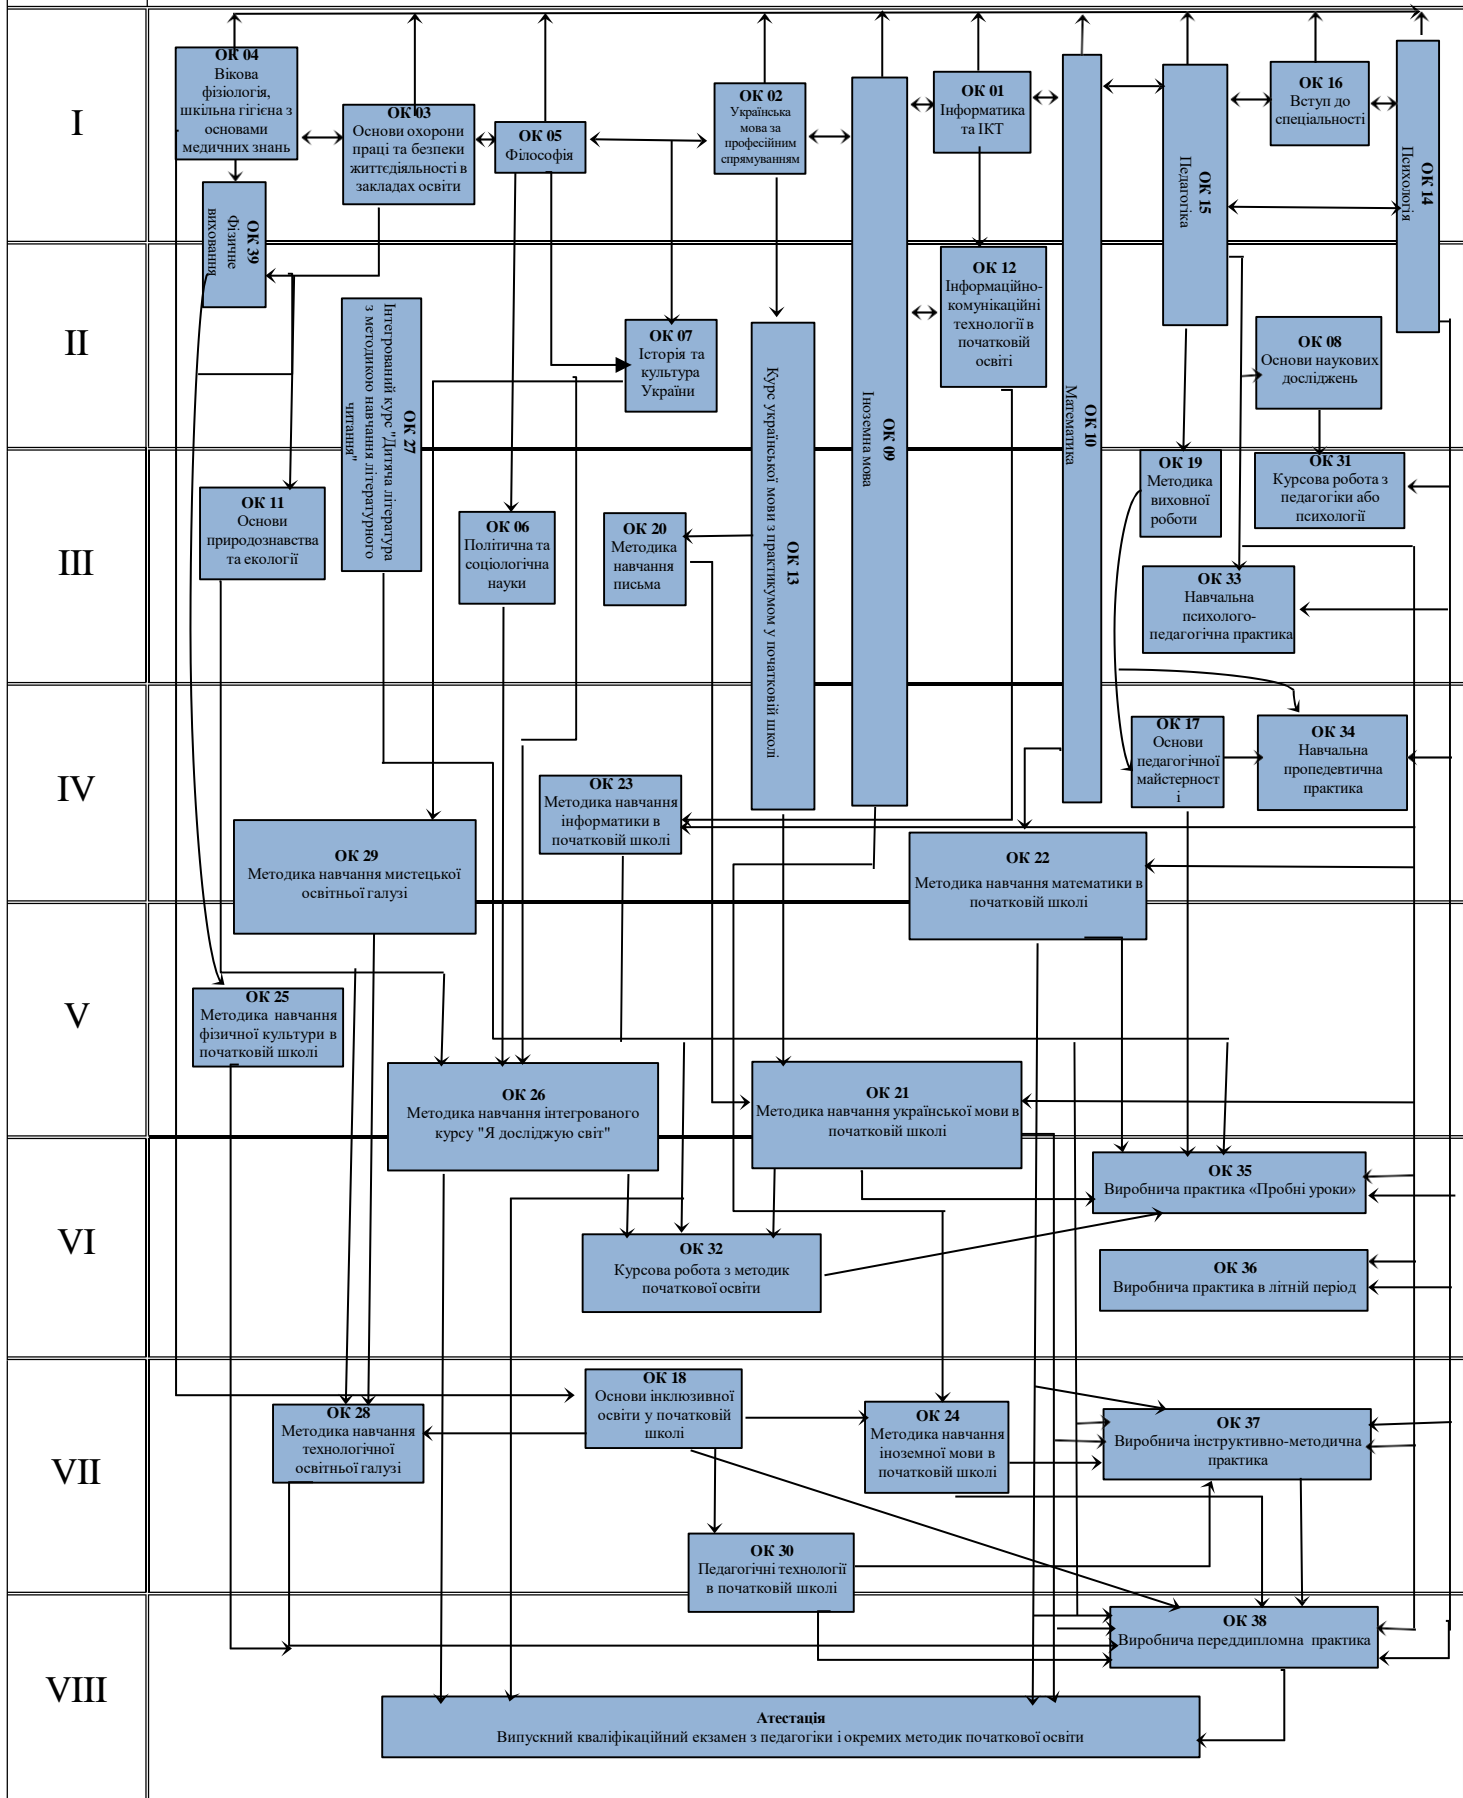 I
ОК 04
Вікова
фізіологія,
шкільна гігієна з
основами
медичних знань
ОК 03
Основи охорони
праці та безпеки
життєдіяльності в
закладах освіти
ОК 05
Філософія
ОК 02
Українська
мова за
професійним
спрямуванням
ОК 01
Інформатика
та ІКТ
ОК 15
Педагогіка
ОК 16
Вступ до
спеціальності
ОК 14
Психологія
ОК 39
Фізичне
виховання
II
ОК 27
Інтегрований курс "Дитяча література
з методикою навчання літературного
читання"
ОК 07
Історія та
культура
України
ОК 13
Курс української мови з практикумом у початковій школі
ОК 09
Іноземна мова
ОК 12
Інформаційно-
комунікаційні
технології в
початковій
освіті
ОК 10
Математика
ОК 08
Основи наукових
досліджень
III
ОК 11
Основи
природознавства
та екології
ОК 06
Політична та
соціологічна
науки
ОК 20
Методика
навчання
письма
ОК 19
Методика
виховної
роботи
ОК 31
Курсова робота з
педагогіки або
психології
ОК 33
Навчальна
психолого-
педагогічна практика
IV
ОК 29
Методика навчання мистецької
освітньої галузі
ОК 23
Методика навчання
інформатики в
початковій школі
ОК 22
Методика навчання математики в
початковій школі
ОК 17
Основи
педагогічної
майстерност
і
ОК 34
Навчальна
пропедевтична
практика
V
ОК 25
Методика навчання
фізичної культури в
початковій школі
ОК 26
Методика навчання інтегрованого
курсу "Я досліджую світ"
ОК 21
Методика навчання української мови в
початковій школі
VI
ОК 35
Виробнича практика «Пробні уроки»
ОК 32
Курсова робота з методик
початкової освіти
ОК 36
Виробнича практика в літній період
VII
ОК 28
Методика навчання
технологічної
освітньої галузі
ОК 18
Основи інклюзивної
освіти у початковій
школі
ОК 24
Методика навчання
іноземної мови в
початковій школі
ОК 37
Виробнича інструктивно-методична
практика
ОК 30
Педагогічні технології
в початковій школі
VIII
ОК 38
Виробнича переддипломна практика
Атестація
Випускний кваліфікаційний екзамен з педагогіки і окремих методик початкової освіти